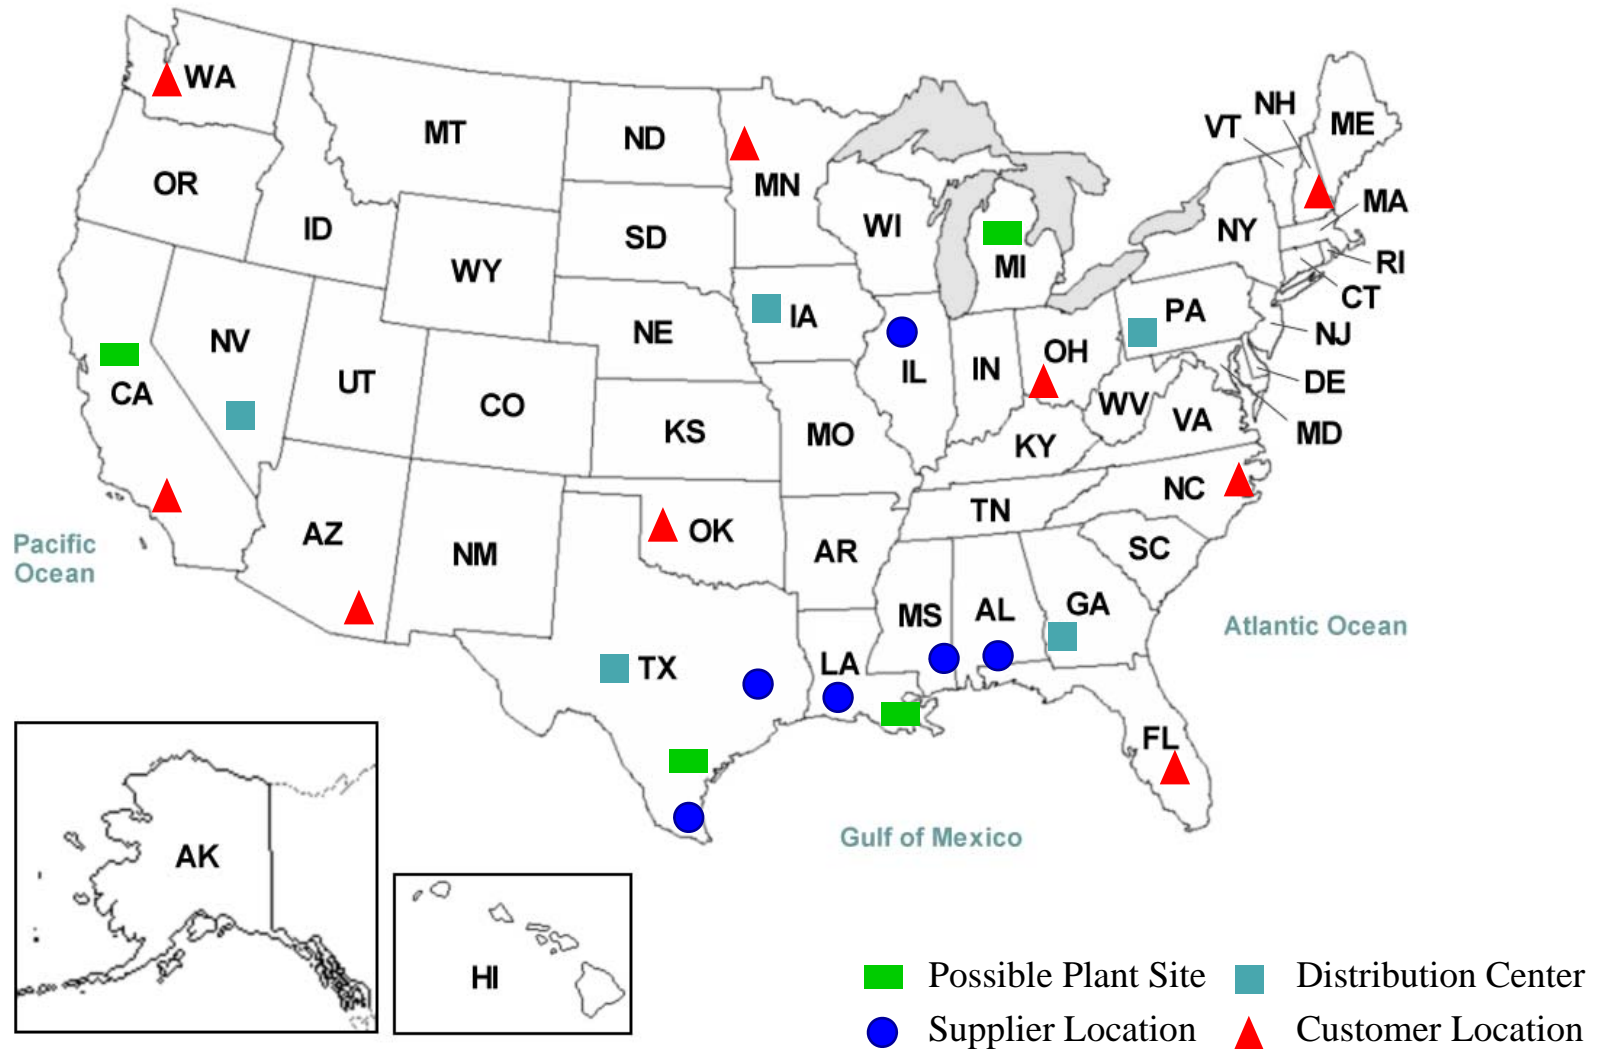 WA
MT
ND
MN
OR
ID
SD
WI
MI
WY
NH
VT
ME
MA
NY
RI
CT
NV
CA
UT
CO
NE
IA
IL
IN
OH
PA
NJ
DE
WV
VA
MD
KS
MO
KY
AZ
NM
OK
AR
TN
NC
SC
MS
AL
GA
TX
LA
FL
Pacific
Ocean
Atlantic Ocean
Gulf of Mexico
AK
HI
Possible Plant Site
Distribution Center
Supplier Location
Customer Location